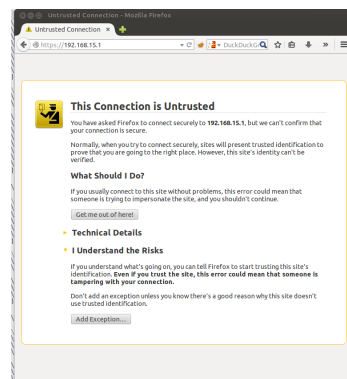 Untrusted Connection - Mozilla Firefox
Untrusted Connection
https://192.168.15.1
DuckDuckG
This Connection is Untrusted
You have asked Firefox to connect securely to 192.168.15.1, but we can't confirm that
your connection is secure.
Normally, when you try to connect securely, sites will present trusted identification to
prove that you are going to the right place. However, this site's identity can't be
verified.
What Should I Do?
If you usually connect to this site without problems, this error could mean that
someone is trying to impersonate the site, and you shouldn't continue.
Get me out of here!
Technical Details
I Understand the Risks
If you understand what's going on, you can tell Firefox to start trusting this site's
identification. Even if you trust the site, this error could mean that someone is
tampering with your connection.
Don't add an exception unless you know there's a good reason why this site doesn't
use trusted identification.
Add Exception...